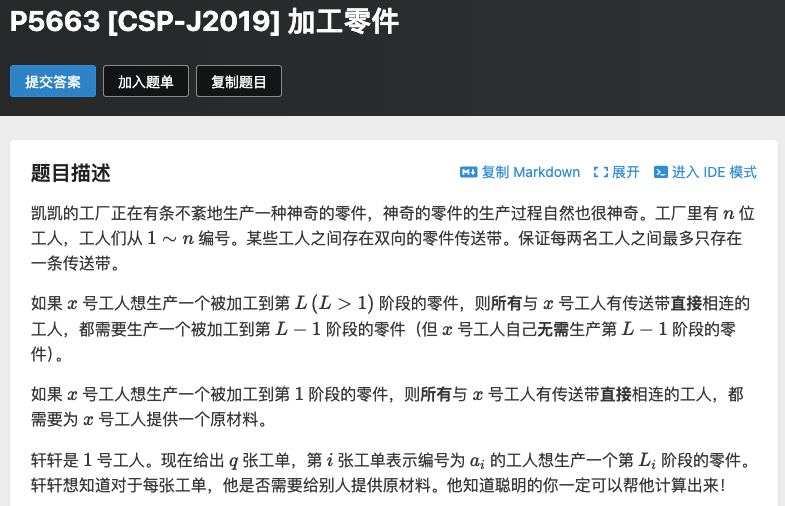 P5663 [CSP-J2019] 加工零件
提交答案 加入题单 复制题目
题目描述 M↓ 复制 Markdown 展开 进入 IDE 模式
凯凯的工厂正在有条不紊地生产一种神奇的零件，神奇的零件的生产过程自然也很神奇。工厂里有 n 位
工人，工人们从 1 ∼ n 编号。某些工人之间存在双向的零件传送带。保证每两名工人之间最多只存在
一条传送带。
如果 x 号工人想生产一个被加工到第 L (L > 1) 阶段的零件，则所有与 x 号工人有传送带直接相连的
工人，都需要生产一个被加工到第 L − 1 阶段的零件（但 x 号工人自己无需生产第 L − 1 阶段的零
件）。
如果 x 号工人想生产一个被加工到第 1 阶段的零件，则所有与 x 号工人有传送带直接相连的工人，都
需要为 x 号工人提供一个原材料。
轩轩是 1 号工人。现在给出 q 张工单，第 i 张工单表示编号为 aᵢ 的工人想生产一个第 Lᵢ 阶段的零件。
轩轩想知道对于每张工单，他是否需要给别人提供原材料。他知道聪明的你一定可以帮他计算出来！